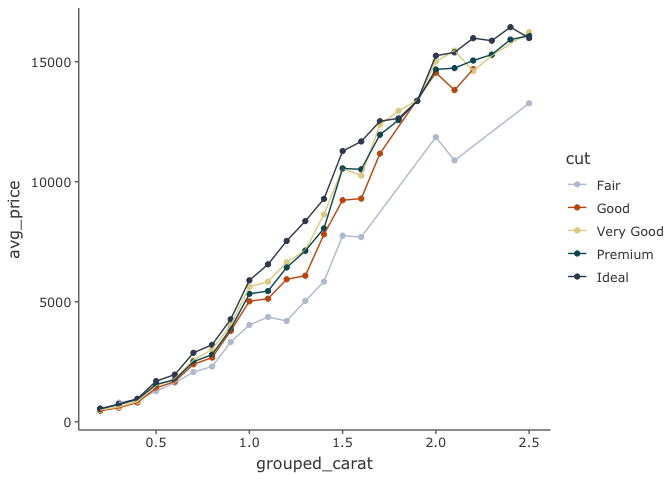 15000
10000
5000
0
avg_price
0.5 1.0 1.5 2.0 2.5
grouped_carat
cut
Fair
Good
Very Good
Premium
Ideal